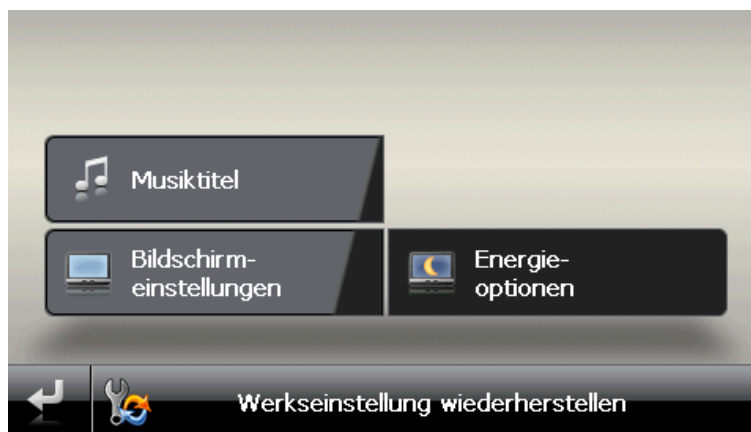 Musiktitel
Bildschirm-
einstellungen
Energie-
optionen
Werkseinstellung wiederherstellen